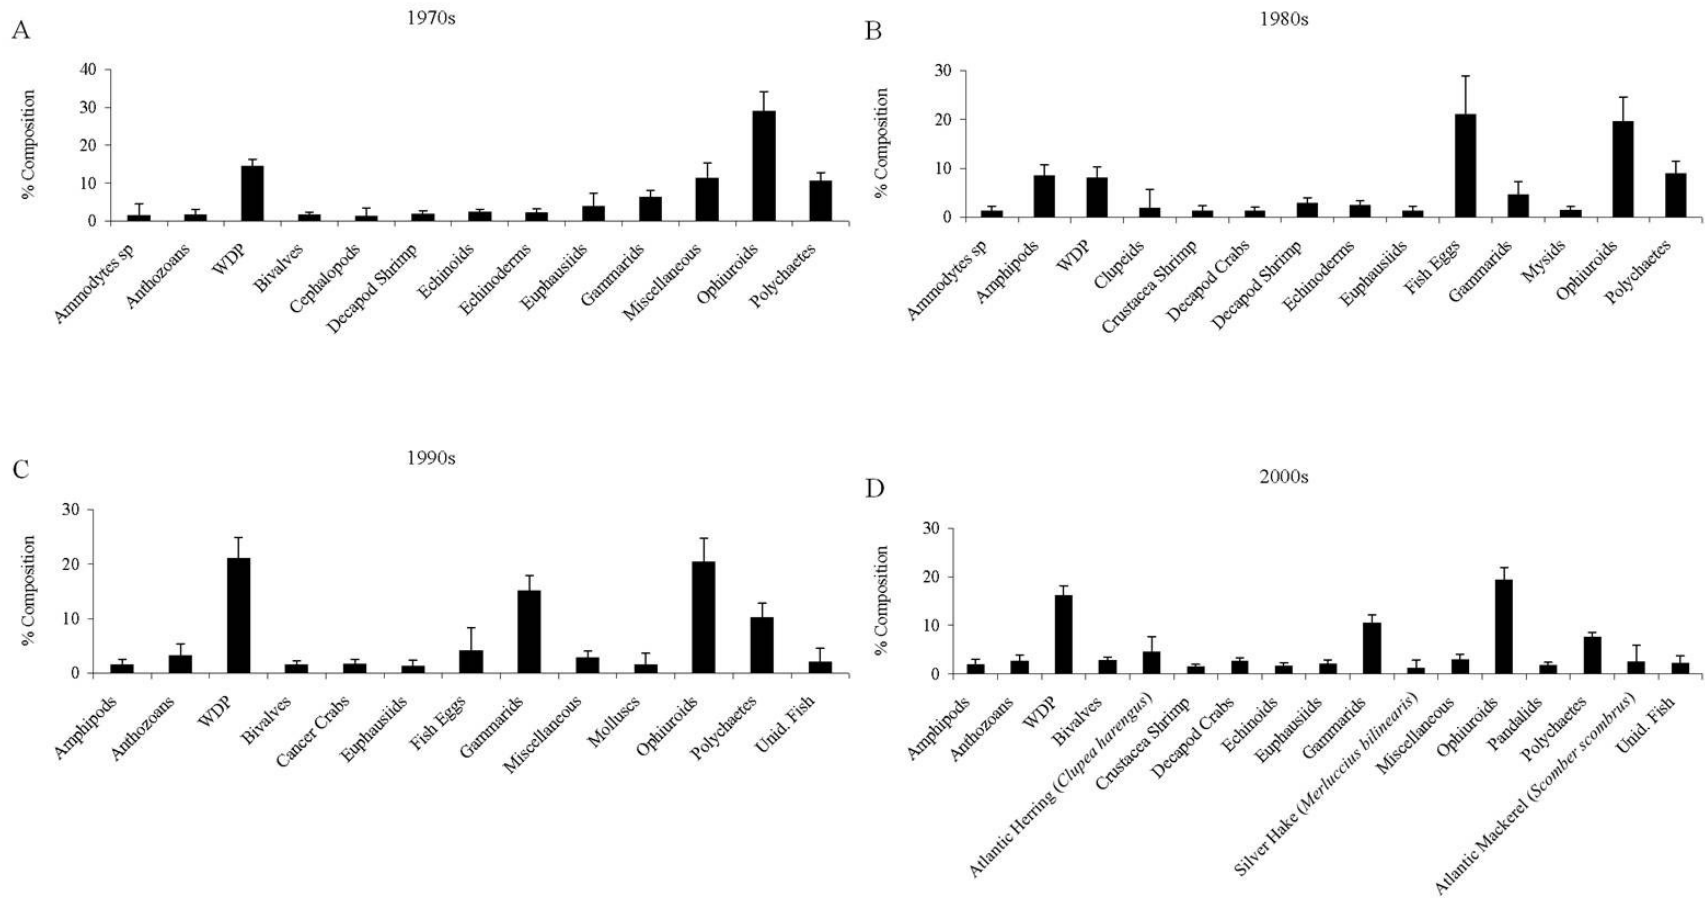 A
1970s
% Composition
40
30
20
10
0
Ammodytes sp
Anthozoans
WDP
Bivalves
Cephalopods
Decapod Shrimp
Echinoids
Echinoderms
Euphausiids
Gammarids
Miscellaneous
Ophiuroids
Polychaetes
B
1980s
% Composition
30
20
10
0
Ammodytes sp
Amphipods
WDP
Clupeids
Crustacea Shrimp
Decapod Crabs
Decapod Shrimp
Echinoderms
Euphausiids
Fish Eggs
Gammarids
Mysids
Ophiuroids
Polychaetes
C
1990s
% Composition
30
20
10
0
Amphipods
Anthozoans
WDP
Bivalves
Cancer Crabs
Euphausiids
Fish Eggs
Gammarids
Miscellaneous
Molluscs
Ophiuroids
Polychaetes
Unid. Fish
D
2000s
% Composition
30
20
10
0
Amphipods
Anthozoans
WDP
Bivalves
Atlantic Herring (Clupea harengus)
Crustacea Shrimp
Decapod Crabs
Echinoids
Euphausiids
Gammarids
Silver Hake (Merluccius bilinearis)
Miscellaneous
Ophiuroids
Pandalids
Polychaetes
Atlantic Mackerel (Scomber scombrus)
Unid. Fish